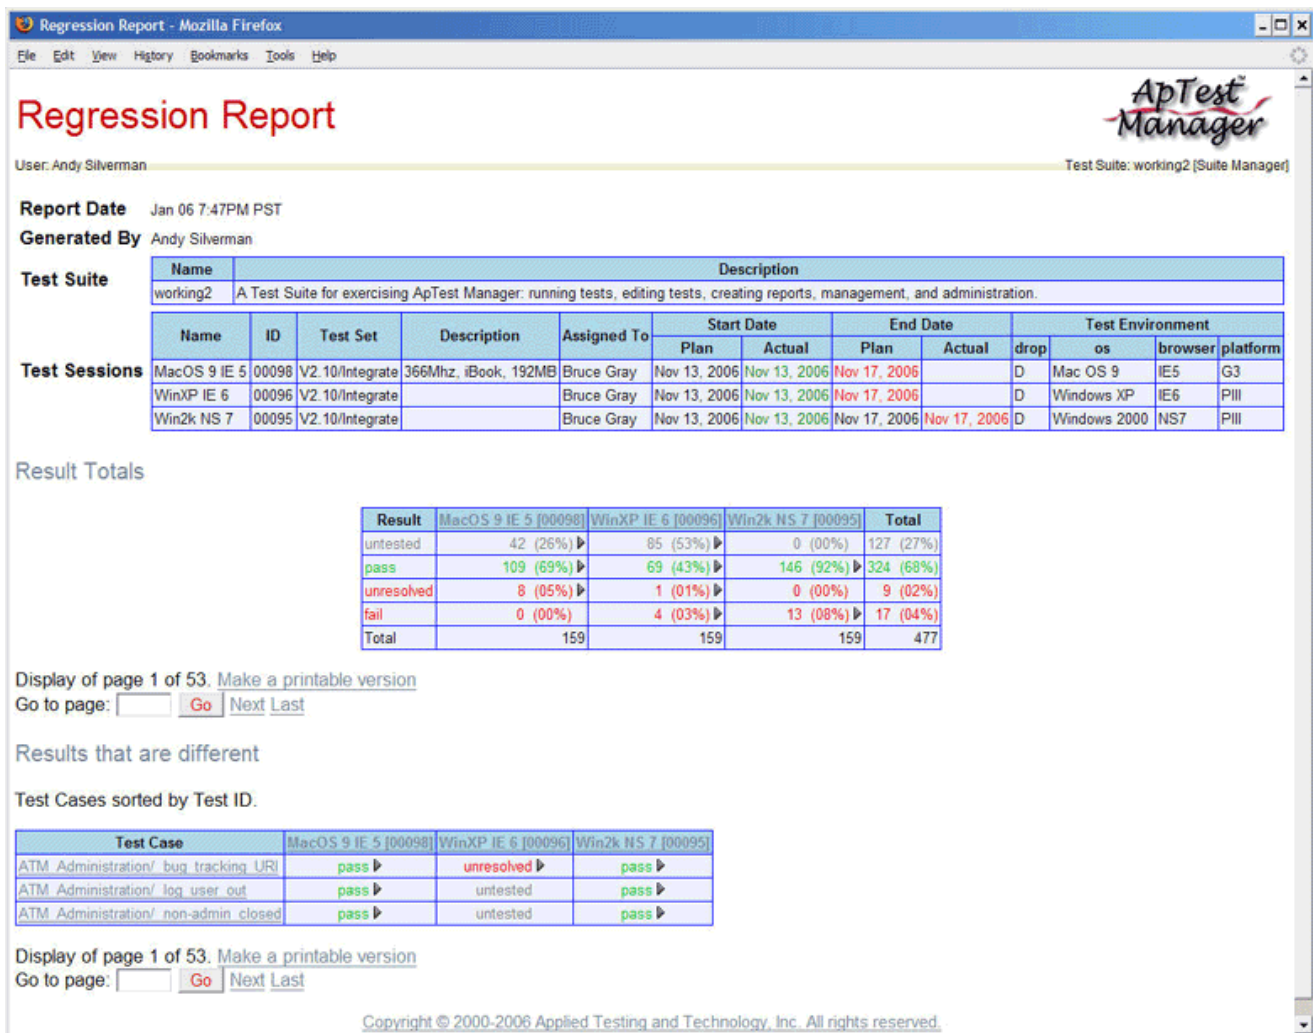 Regression Report - Mozilla Firefox
File Edit View History Bookmarks Tools Help
Regression Report
ApTest™ Manager
User: Andy Silverman
Test Suite: working2 [Suite Manager]
Report Date Jan 06 7:47PM PST
Generated By Andy Silverman
Test Suite
Name Description
working2 A Test Suite for exercising ApTest Manager: running tests, editing tests, creating reports, management, and administration.
Test Sessions
Name ID Test Set Description Assigned To Start Date End Date Test Environment
Plan Actual Plan Actual drop os browser platform
MacOS 9 IE 5 00098 V2.10/Integrate 366Mhz, iBook, 192MB Bruce Gray Nov 13, 2006 Nov 13, 2006 Nov 17, 2006 D Mac OS 9 IE5 G3
WinXP IE 6 00096 V2.10/Integrate Bruce Gray Nov 13, 2006 Nov 13, 2006 Nov 17, 2006 D Windows XP IE6 PIII
Win2k NS 7 00095 V2.10/Integrate Bruce Gray Nov 13, 2006 Nov 13, 2006 Nov 17, 2006 Nov 17, 2006 D Windows 2000 NS7 PIII
Result Totals
Result MacOS 9 IE 5 [00098] WinXP IE 6 [00096] Win2k NS 7 [00095] Total
untested 42 (26%) 85 (53%) 0 (00%) 127 (27%)
pass 109 (69%) 69 (43%) 146 (92%) 324 (68%)
unresolved 8 (05%) 1 (01%) 0 (00%) 9 (02%)
fail 0 (00%) 4 (03%) 13 (08%) 17 (04%)
Total 159 159 159 477
Display of page 1 of 53. Make a printable version
Go to page: Go Next Last
Results that are different
Test Cases sorted by Test ID.
Test Case MacOS 9 IE 5 [00098] WinXP IE 6 [00096] Win2k NS 7 [00095]
ATM_Administration/_bug_tracking_URI pass unresolved pass
ATM_Administration/_log_user_out pass untested pass
ATM_Administration/_non-admin_closed pass untested pass
Display of page 1 of 53. Make a printable version
Go to page: Go Next Last
Copyright © 2000-2006 Applied Testing and Technology, Inc. All rights reserved.